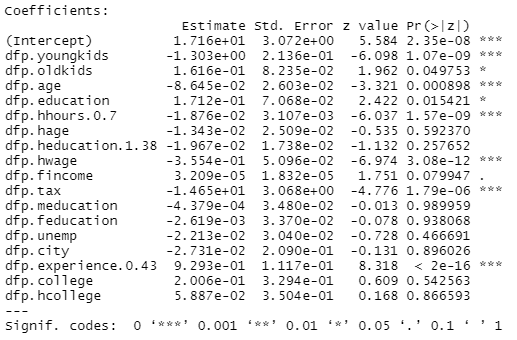 Coefficients:
Estimate Std. Error z value Pr(>|z|)
(Intercept) 1.716e+01 3.072e+00 5.584 2.35e-08 ***
dfp.youngkids -1.303e+00 2.136e-01 -6.098 1.07e-09 ***
dfp.oldkids 1.616e-01 8.235e-02 1.962 0.049753 *
dfp.age -8.645e-02 2.603e-02 -3.321 0.000898 ***
dfp.education 1.712e-01 7.068e-02 2.422 0.015421 *
dfp.hhours.0.7 -1.876e-02 3.107e-03 -6.037 1.57e-09 ***
dfp.hage -1.343e-02 2.509e-02 -0.535 0.592370
dfp.heducation.1.38 -1.967e-02 1.738e-02 -1.132 0.257652
dfp.hwage -3.554e-01 5.096e-02 -6.974 3.08e-12 ***
dfp.fincome 3.209e-05 1.832e-05 1.751 0.079947 .
dfp.tax -1.465e+01 3.068e+00 -4.776 1.79e-06 ***
dfp.meducation -4.379e-04 3.480e-02 -0.013 0.989959
dfp.feducation -2.619e-03 3.370e-02 -0.078 0.938068
dfp.unemp -2.213e-02 3.040e-02 -0.728 0.466691
dfp.city -2.731e-02 2.090e-01 -0.131 0.896026
dfp.experience.0.43 9.293e-01 1.117e-01 8.318 < 2e-16 ***
dfp.college 2.006e-01 3.294e-01 0.609 0.542563
dfp.hcollege 5.887e-02 3.504e-01 0.168 0.866593
---
Signif. codes: 0 ‘***’ 0.001 ‘**’ 0.01 ‘*’ 0.05 ‘.’ 0.1 ‘ ’ 1